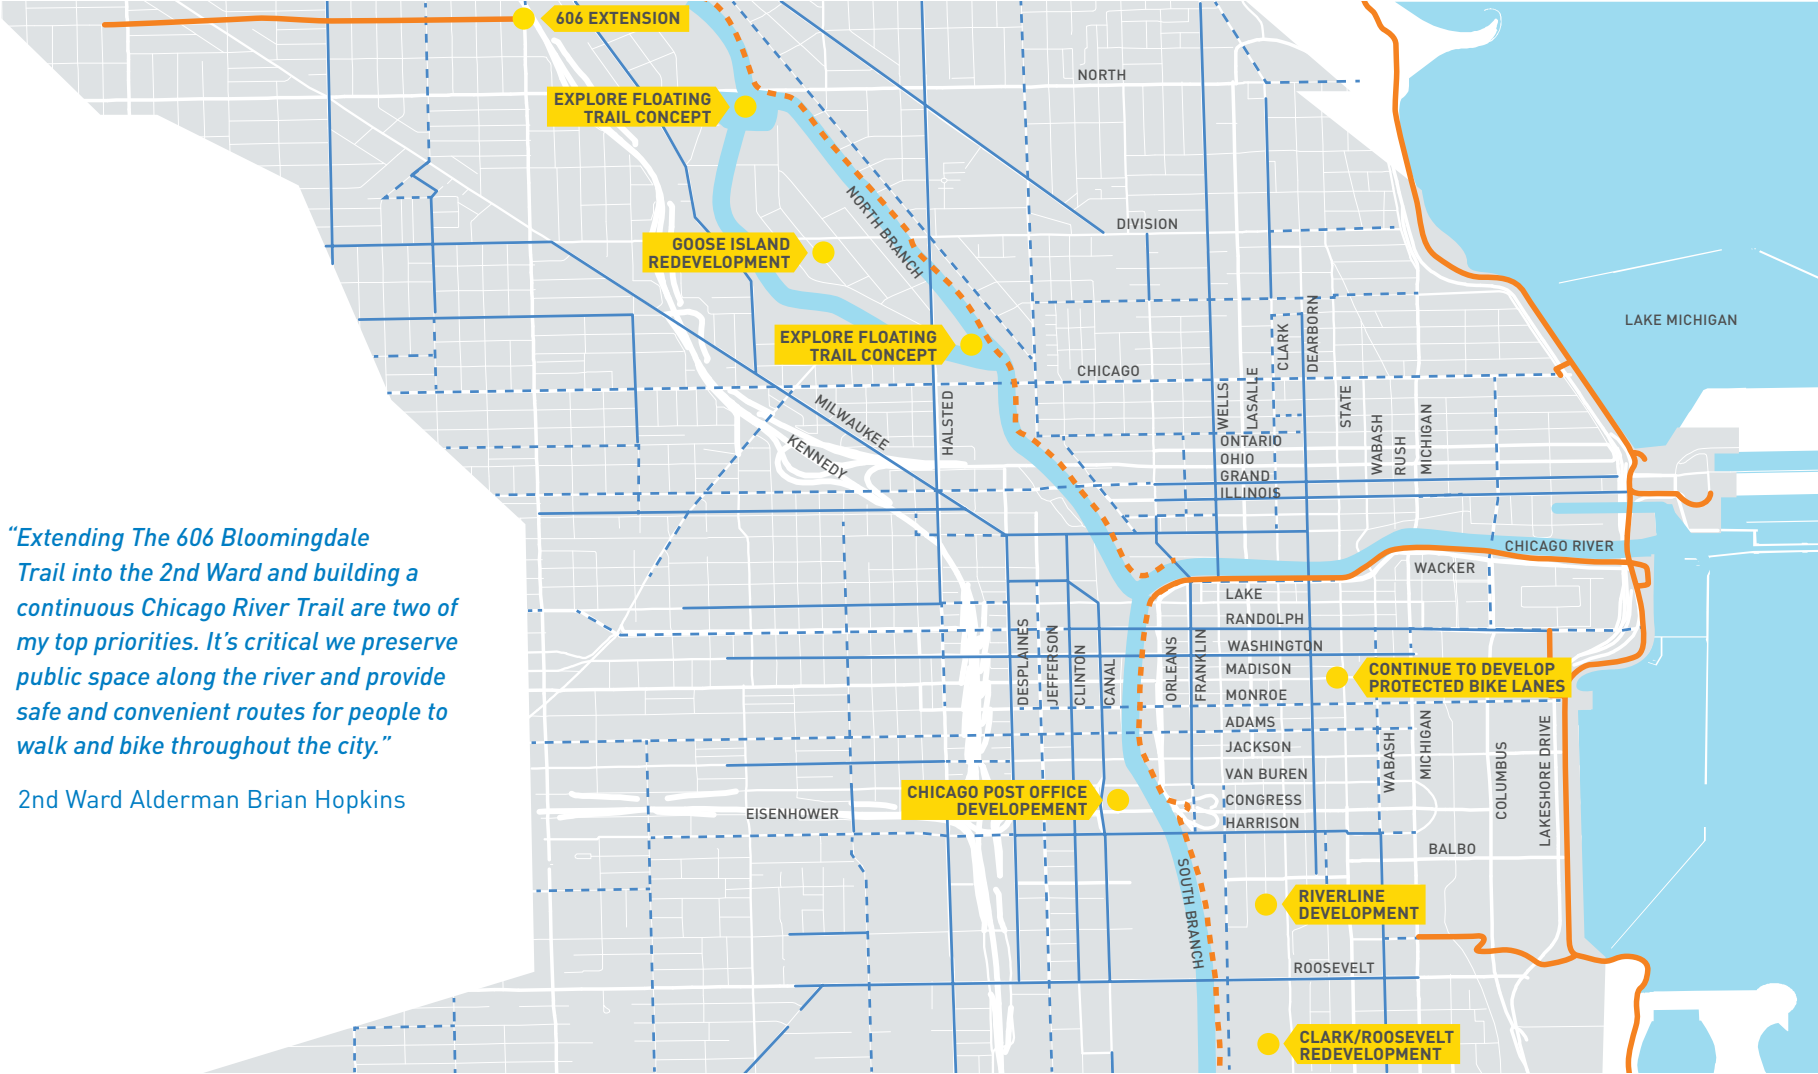 606 EXTENSION
EXPLORE FLOATING
TRAIL CONCEPT
NORTH
NORTH BRANCH
DIVISION
GOOSE ISLAND
REDEVELOPMENT
LAKE MICHIGAN
EXPLORE FLOATING
TRAIL CONCEPT
CHICAGO
CLARK
DEARBORN
MILWAUKEE
KENNEDY
HALSTED
WELLS
LASALLE
STATE
WABASH
RUSH
MICHIGAN
ONTARIO
OHIO
GRAND
ILLINOIS
CHICAGO RIVER
WACKER
“Extending The 606 Bloomingdale
Trail into the 2nd Ward and building a
continuous Chicago River Trail are two of
my top priorities. It’s critical we preserve
public space along the river and provide
safe and convenient routes for people to
walk and bike throughout the city.”
2nd Ward Alderman Brian Hopkins
LAKE
RANDOLPH
WASHINGTON
MADISON
MONROE
ADAMS
JACKSON
VAN BUREN
CONGRESS
HARRISON
DESPLAINES
JEFFERSON
CLINTON
CANAL
ORLEANS
FRANKLIN
CONTINUE TO DEVELOP
PROTECTED BIKE LANES
WABASH
MICHIGAN
COLUMBUS
LAKESHORE DRIVE
CHICAGO POST OFFICE
DEVELOPEMENT
EISENHOWER
BALBO
SOUTH BRANCH
RIVERLINE
DEVELOPMENT
ROOSEVELT
CLARK/ROOSEVELT
REDEVELOPMENT